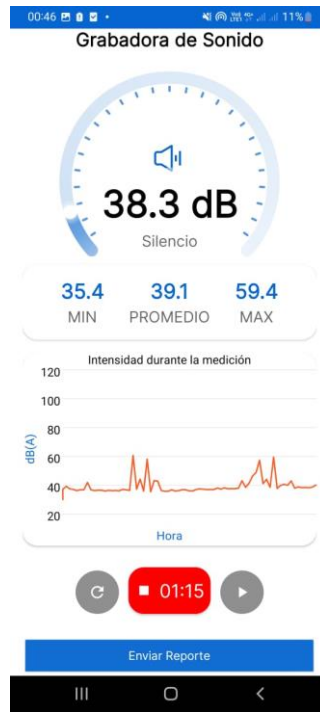 00:46 11%
Grabadora de Sonido
38.3 dB
Silencio
35.4 39.1 59.4
MIN PROMEDIO MAX
Intensidad durante la medición
120
100
80
60
40
20
dB(A)
Hora
01:15
Enviar Reporte